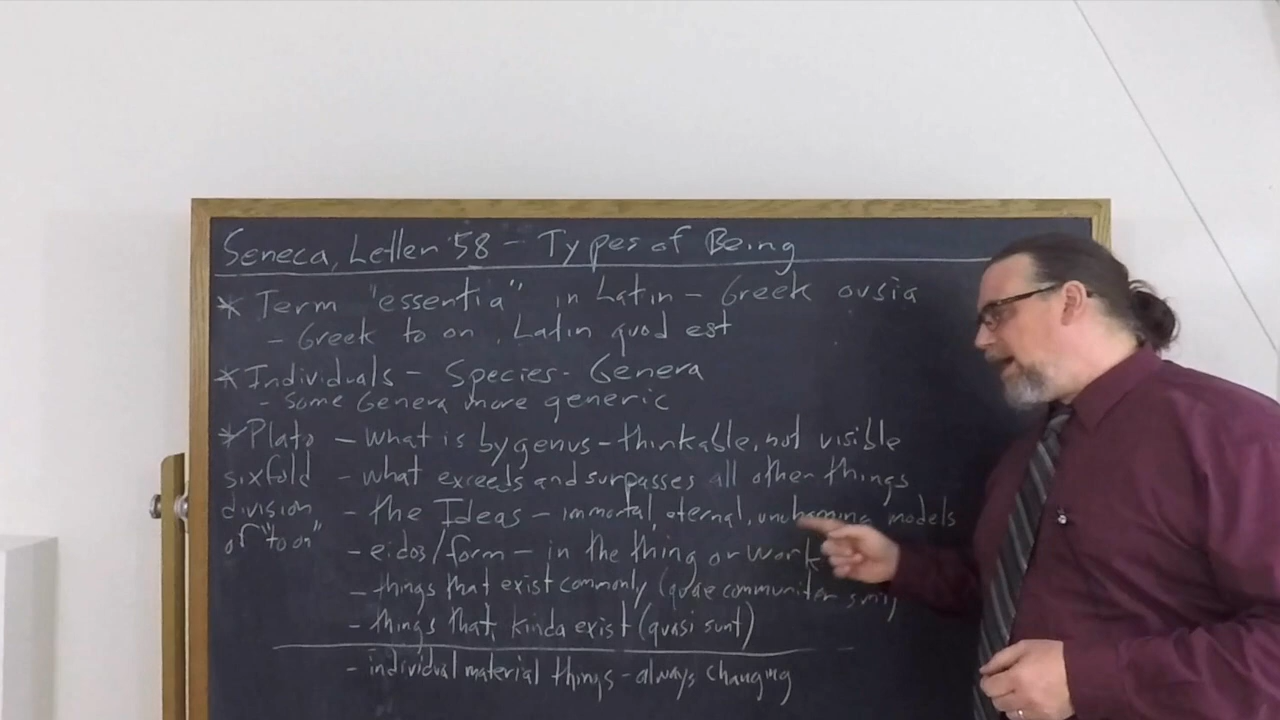 Seneca, Letter 58 - Types of Being
* Term "essentia" in Latin - Greek ousia
- Greek to on, Latin quod est
* Individuals - Species - Genera
- some Genera more generic
* Plato - what is by genus - thinkable, not visible
sixfold - what exceeds and surpasses all other things
division - the Ideas - immortal, eternal, unchanging models
of "to on" - eidos/form - in the thing or work
- things that exist commonly (quae communiter sunt)
- things that kinda exist (quasi sunt)
- individual material things - always changing